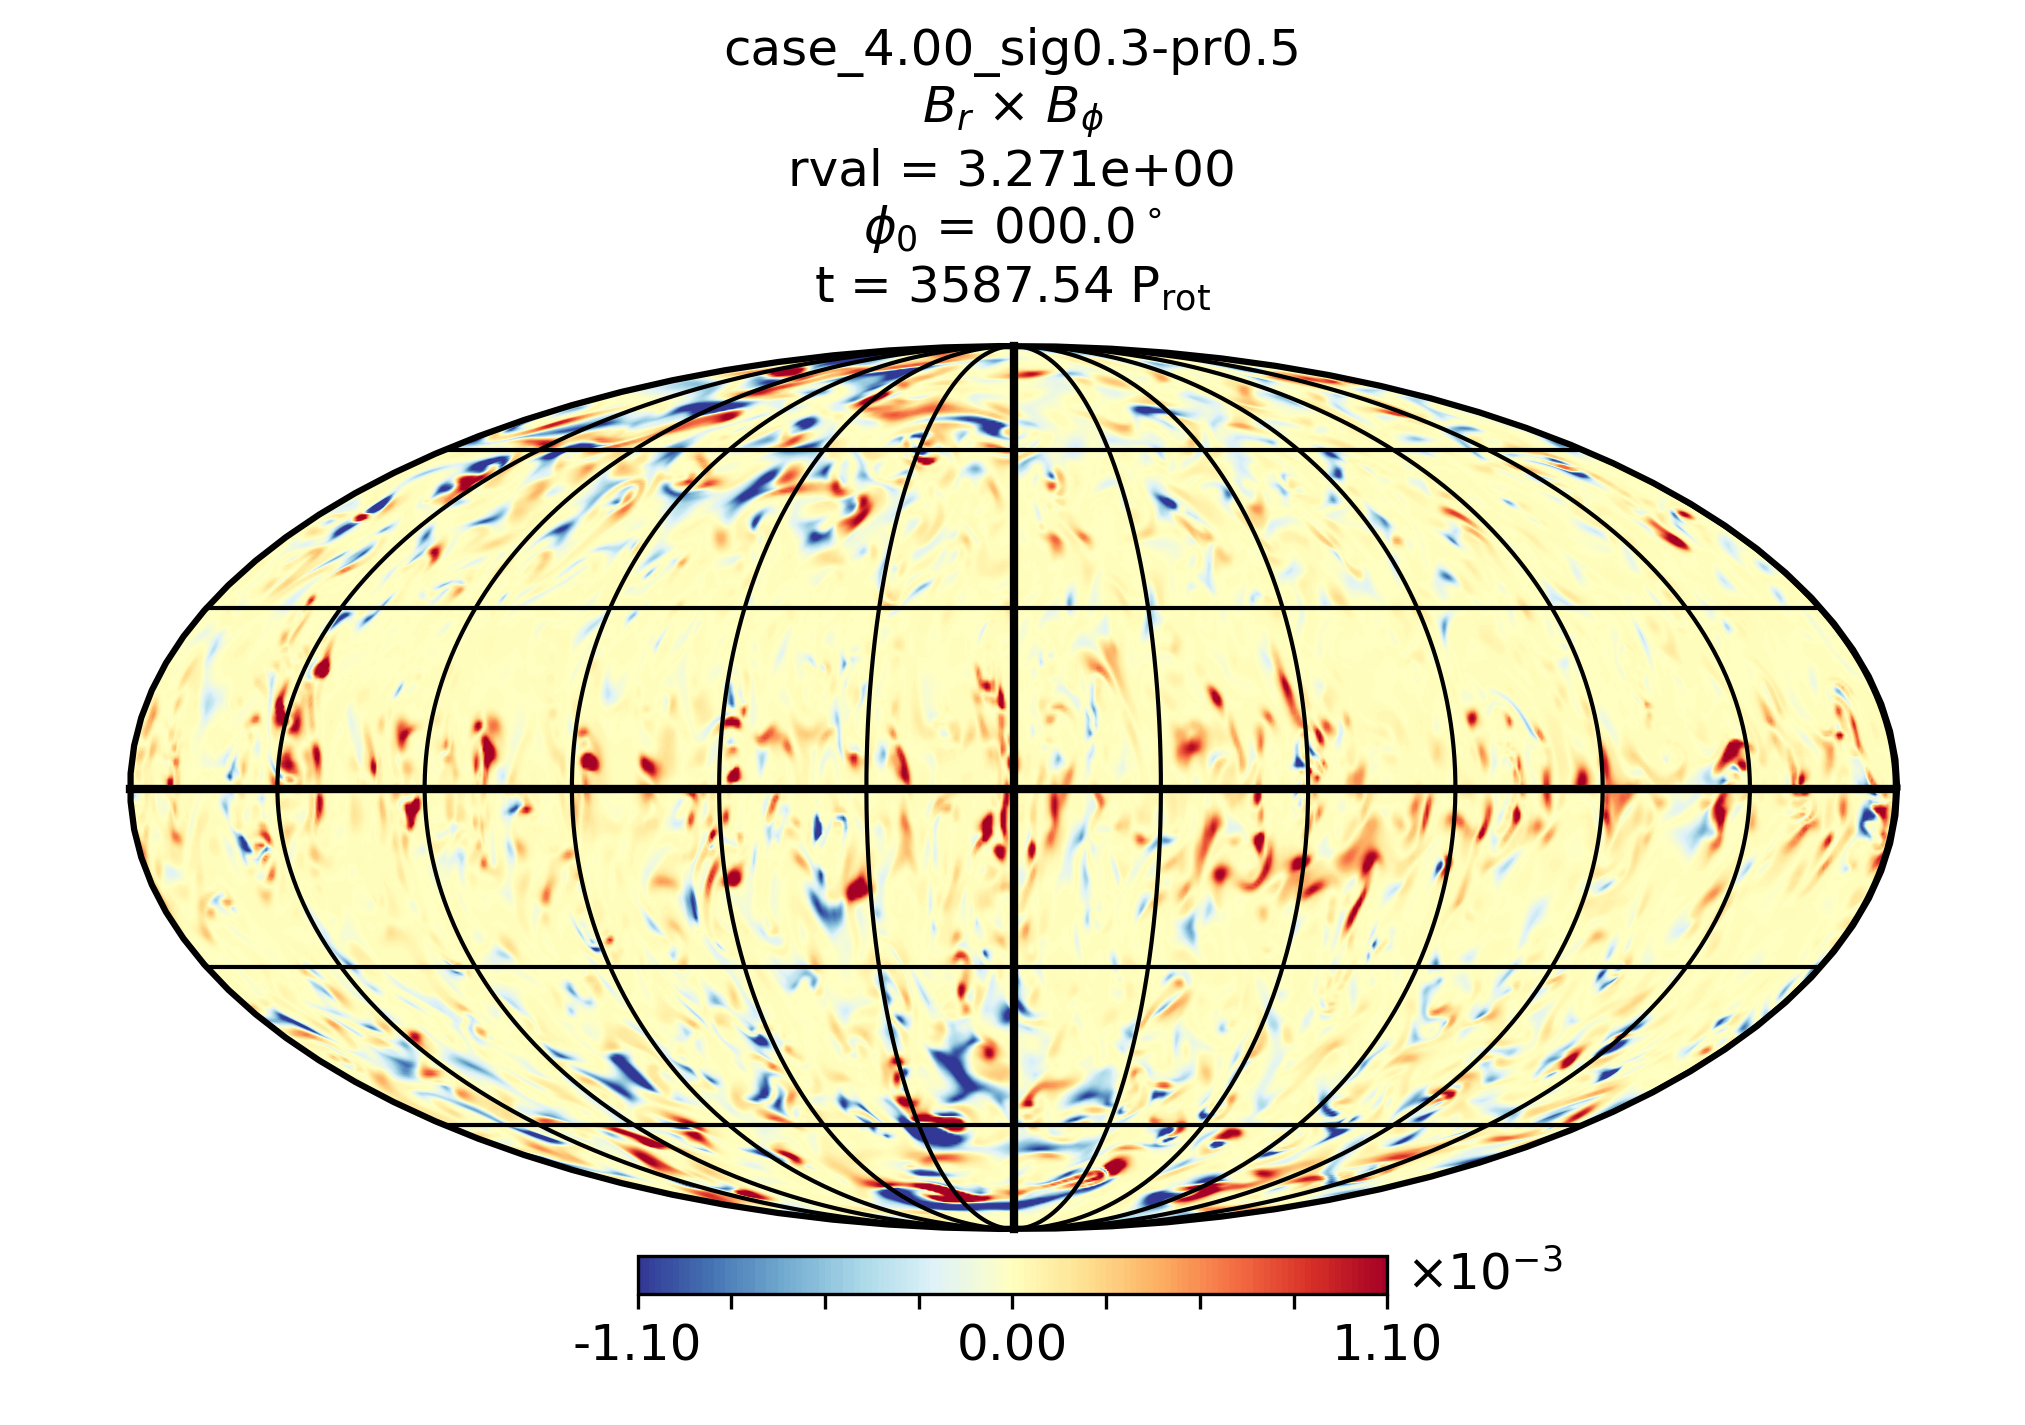 case_4.00_sig0.3-pr0.5
B_r × B_ϕ
rval = 3.271e+00
ϕ_0 = 000.0°
t = 3587.54 P_rot
×10^−3
-1.10 0.00 1.10